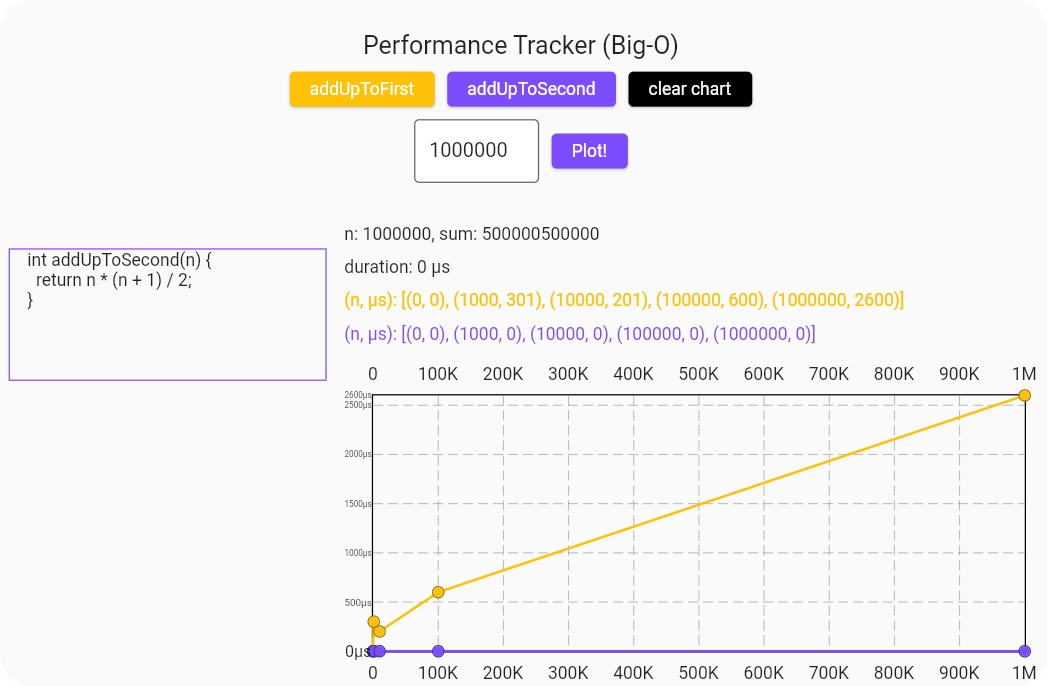 Performance Tracker (Big-O)
addUpToFirst addUpToSecond clear chart
1000000 Plot!
int addUpToSecond(n) {
return n * (n + 1) / 2;
}
n: 1000000, sum: 500000500000
duration: 0 µs
(n, µs): [(0, 0), (1000, 301), (10000, 201), (100000, 600), (1000000, 2600)]
(n, µs): [(0, 0), (1000, 0), (10000, 0), (100000, 0), (1000000, 0)]
0 100K 200K 300K 400K 500K 600K 700K 800K 900K 1M
2600µs
2500µs
2000µs
1500µs
1000µs
500µs
0µs
0 100K 200K 300K 400K 500K 600K 700K 800K 900K 1M